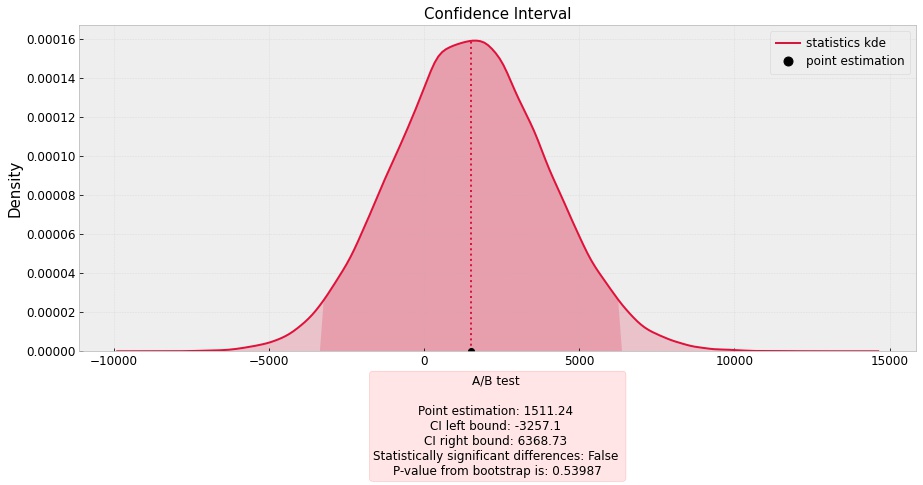 Confidence Interval
statistics kde
point estimation
Density
0.00016
0.00014
0.00012
0.00010
0.00008
0.00006
0.00004
0.00002
0.00000
−10000 −5000 0 5000 10000 15000
A/B test
Point estimation: 1511.24
CI left bound: -3257.1
CI right bound: 6368.73
Statistically significant differences: False
P-value from bootstrap is: 0.53987